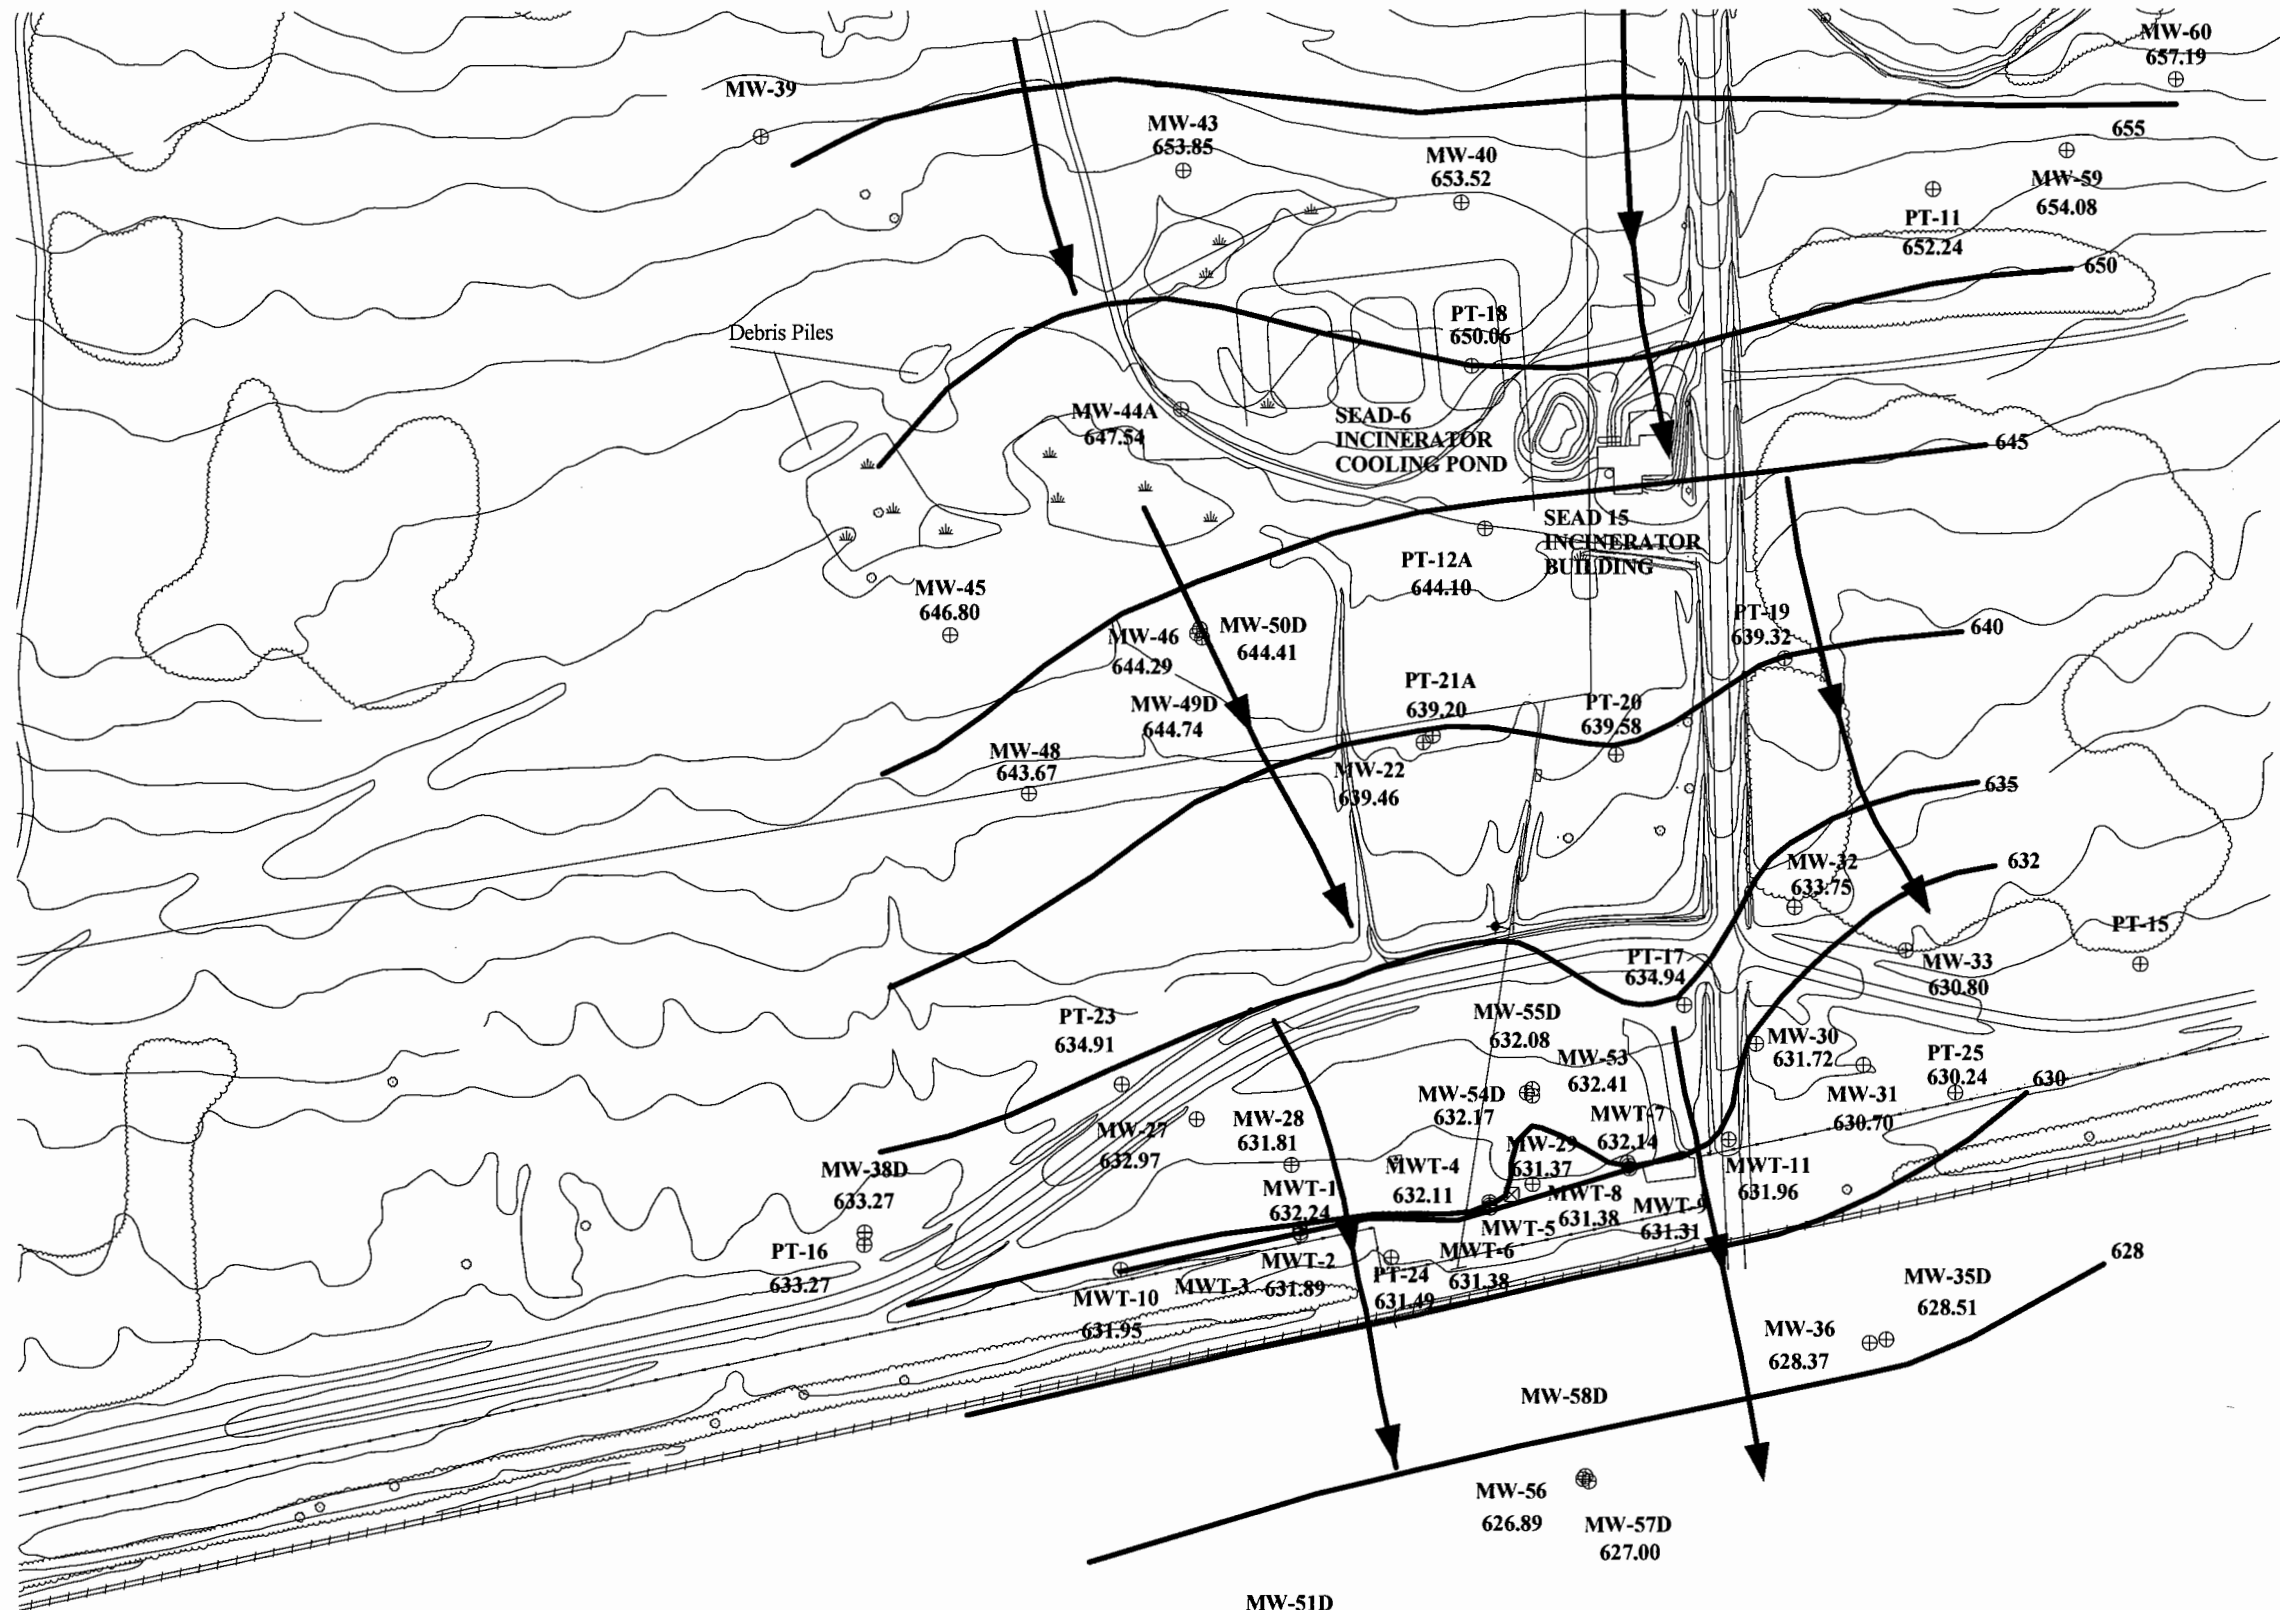 MW-60
657.19
MW-39
655
MW-43
653.85
MW-40
653.52
MW-59
654.08
PT-11
652.24
650
Debris Piles
PT-18
650.06
MW-44A
647.54
SEAD-6
INCINERATOR
COOLING POND
645
SEAD 15
INCINERATOR
BUILDING
PT-12A
644.10
MW-45
646.80
MW-46
644.29
MW-50D
644.41
PT-19
639.32
640
MW-49D
644.74
PT-21A
639.20
PT-20
639.58
MW-48
643.67
MW-22
639.46
635
MW-32
633.75
632
PT-15
PT-17
634.94
MW-33
630.80
PT-23
634.91
MW-55D
632.08
MW-53
632.41
MW-30
631.72
PT-25
630.24
630
MW-54D
632.17
MWT-7
632.14
MW-31
630.70
MW-27
632.97
MW-28
631.81
MW-29
631.37
MW-38D
633.27
MWT-4
632.11
MWT-11
631.96
MWT-1
632.24
MWT-8
631.38
MWT-9
631.31
MWT-5
PT-16
633.27
MWT-6
631.38
MWT-2
631.89
MWT-3
PT-24
631.49
MWT-10
631.95
628
MW-35D
628.51
MW-36
628.37
MW-58D
MW-56
626.89
MW-57D
627.00
MW-51D